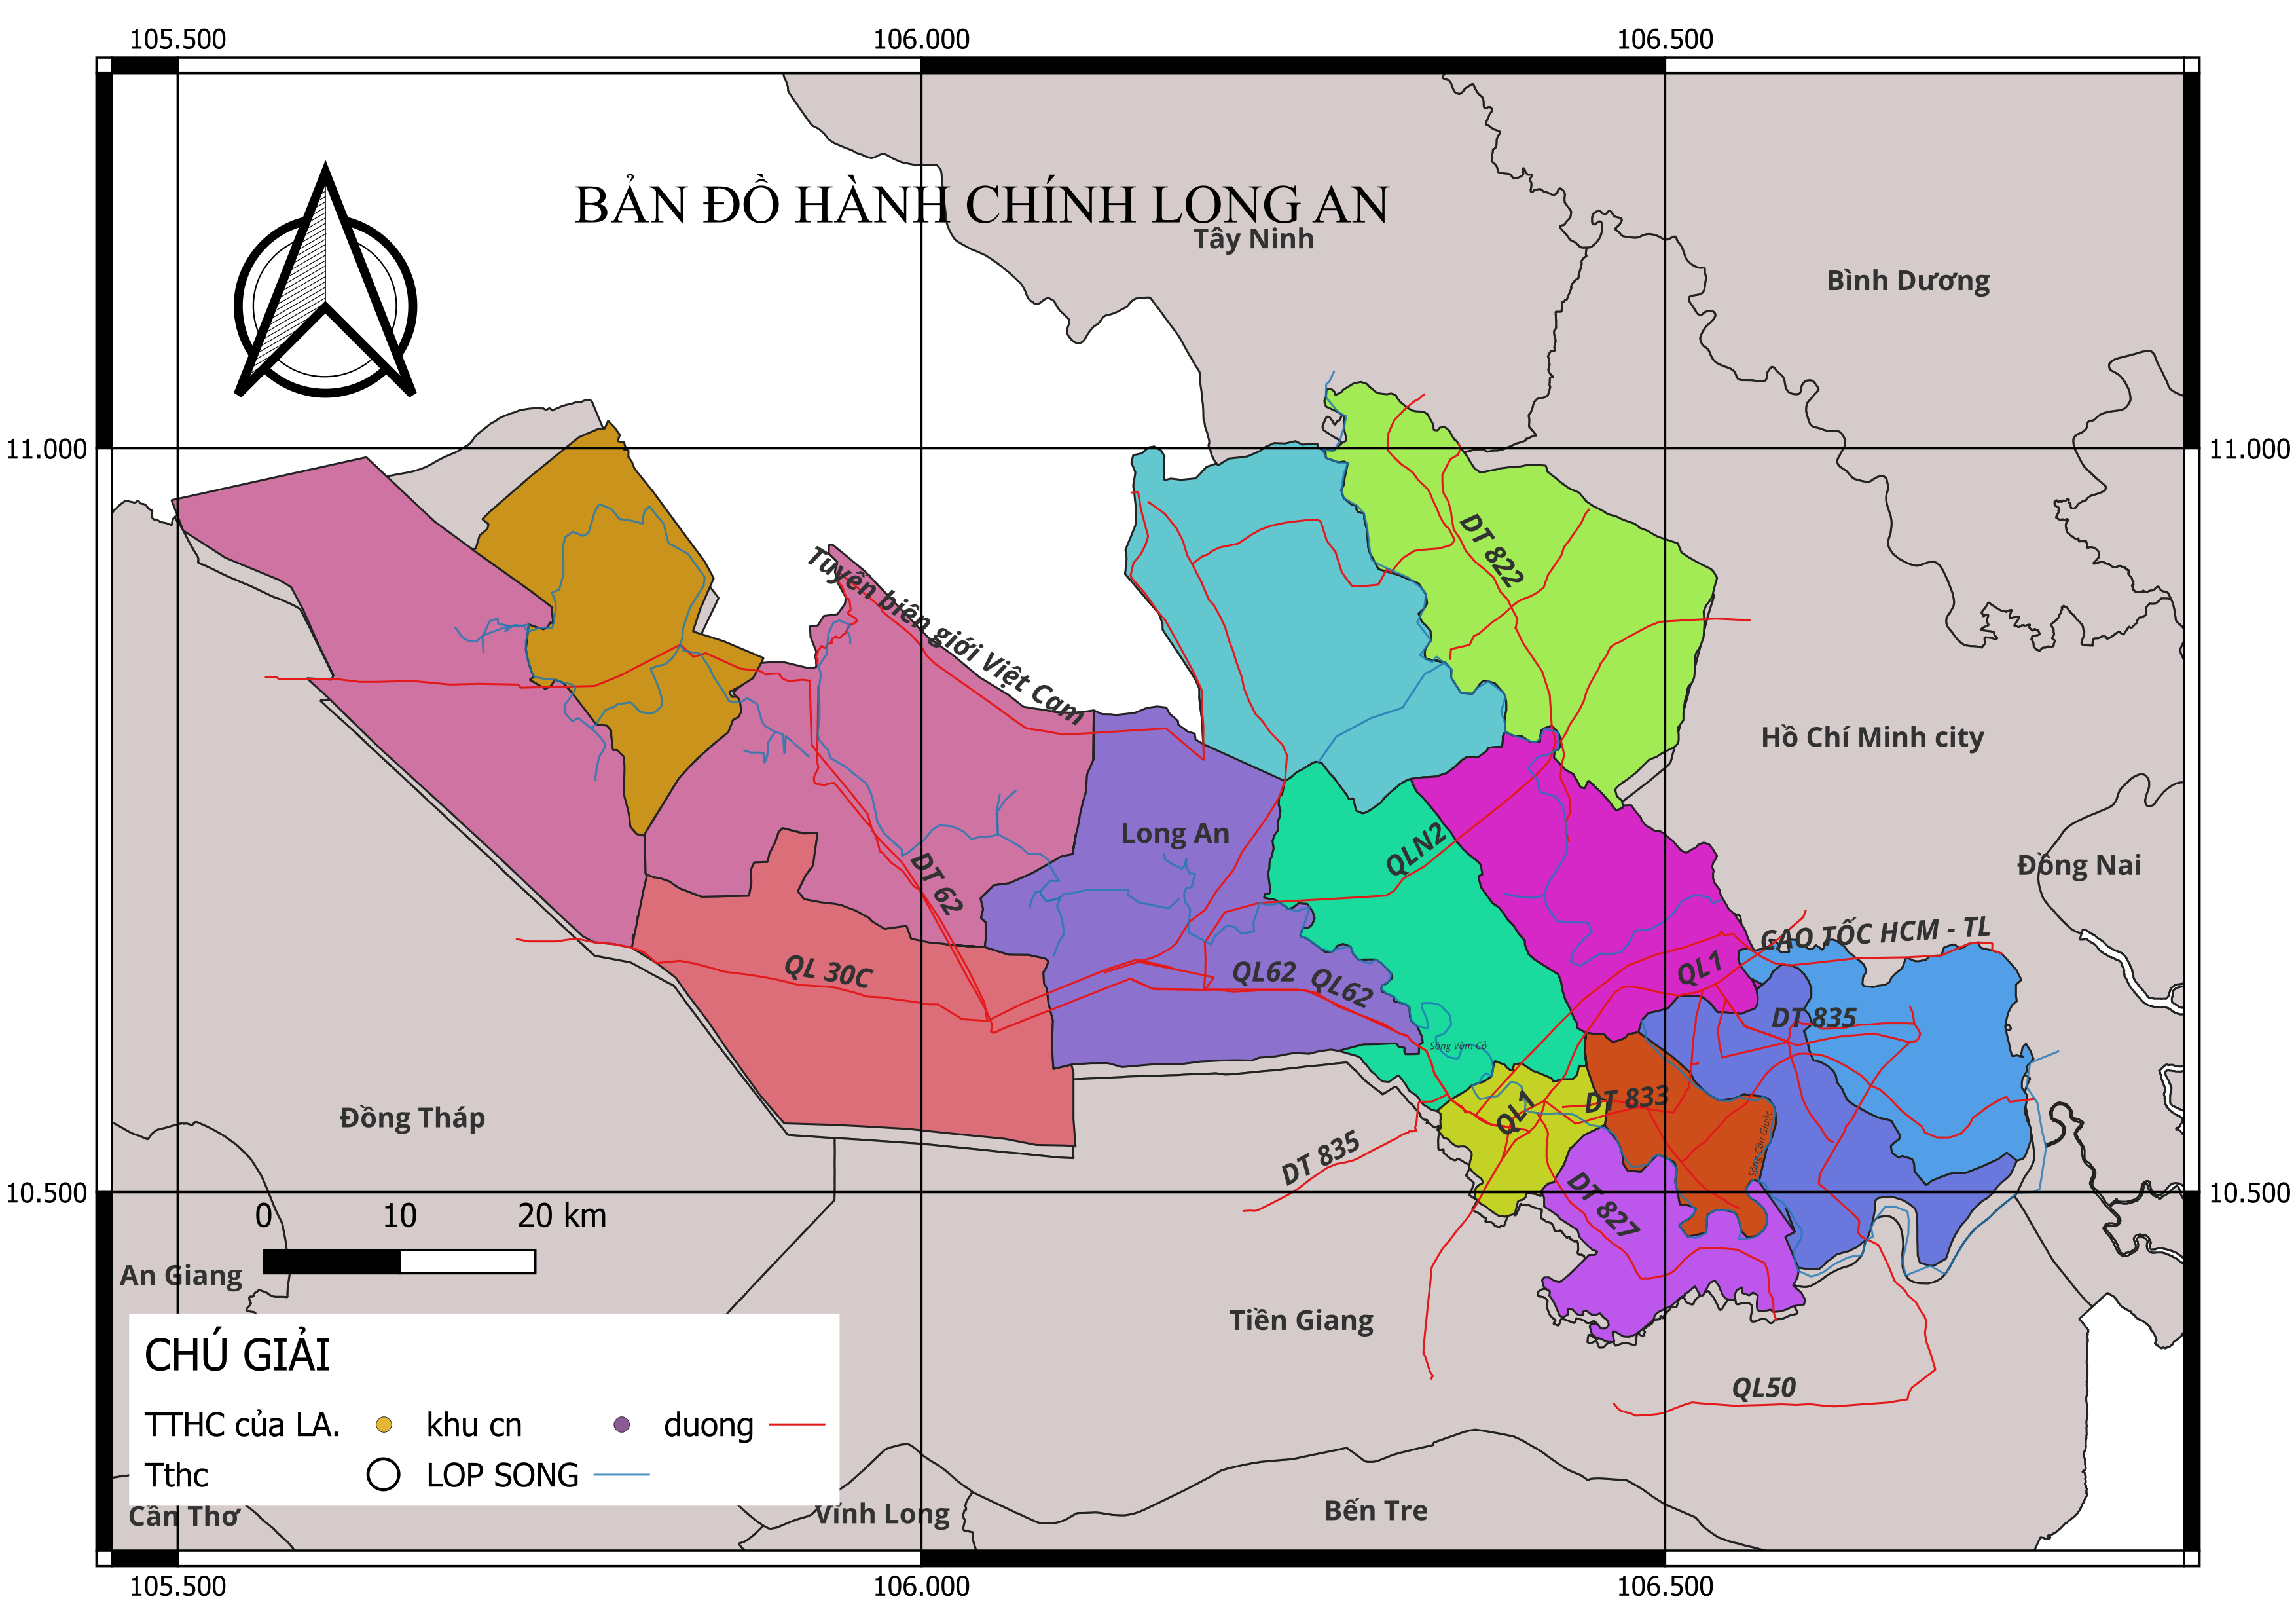 105.500 106.000 106.500
BẢN ĐỒ HÀNH CHÍNH LONG AN
Tây Ninh
Bình Dương
11.000 11.000
DT 822
Tuyên biên giới Việt Cam
Hồ Chí Minh city
Long An
QLN2
Đồng Nai
DT 62
GAO TỐC HCM - TL
QL 30C
QL62
QL62
QL1
DT 835
Sông Vàm Cỏ
Đồng Tháp
QL1
DT 833
DT 835
Sông Cần Giuộc
10.500 10.500
DT 827
0 10 20 km
An Giang
Tiền Giang
CHÚ GIẢI
QL50
TTHC của LA. khu cn duong
Tthc LOP SONG
Cần Thơ
Vĩnh Long
Bến Tre
105.500 106.000 106.500